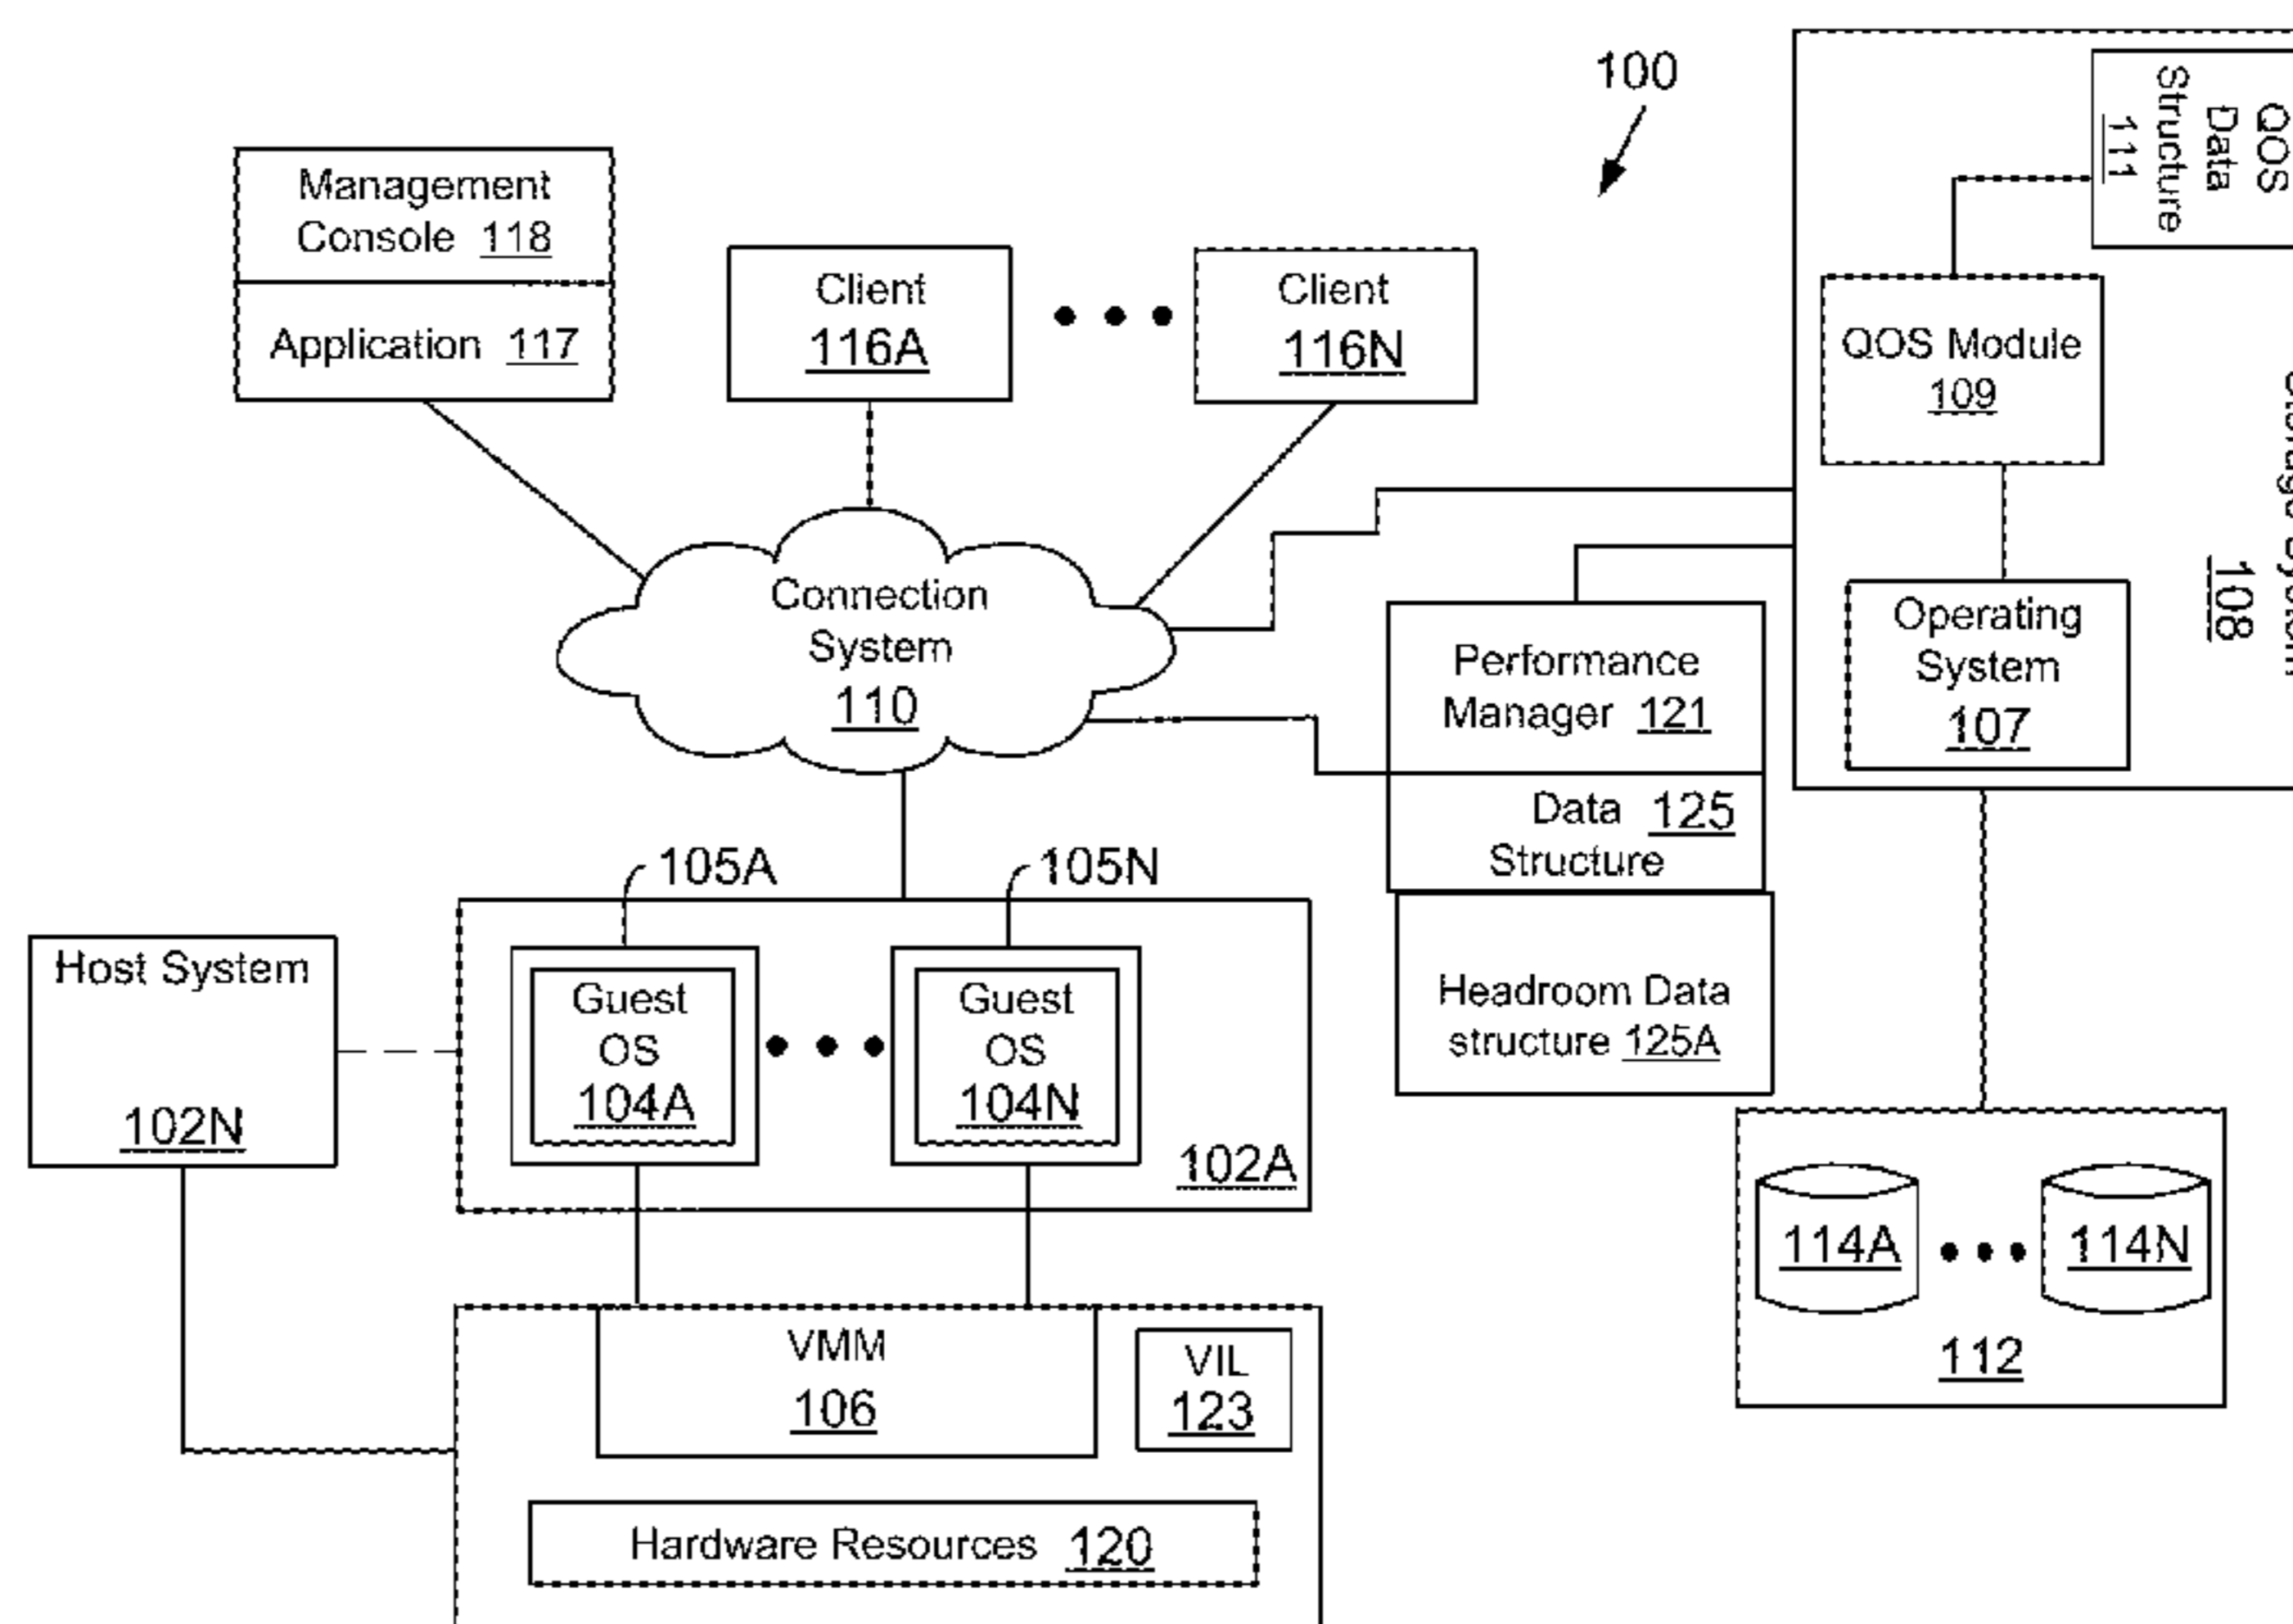 100
QOS
Data
Structure
111
Management
Console 118
Application 117
Client
116A
Client
116N
QOS Module
109
108
Connection
System
110
Operating
System
107
Performance
Manager 121
Data 125
Structure
105A
105N
Host System
102N
Guest
OS
104A
Guest
OS
104N
102A
Headroom Data
structure 125A
114A
114N
112
VMM
106
VIL
123
Hardware Resources 120